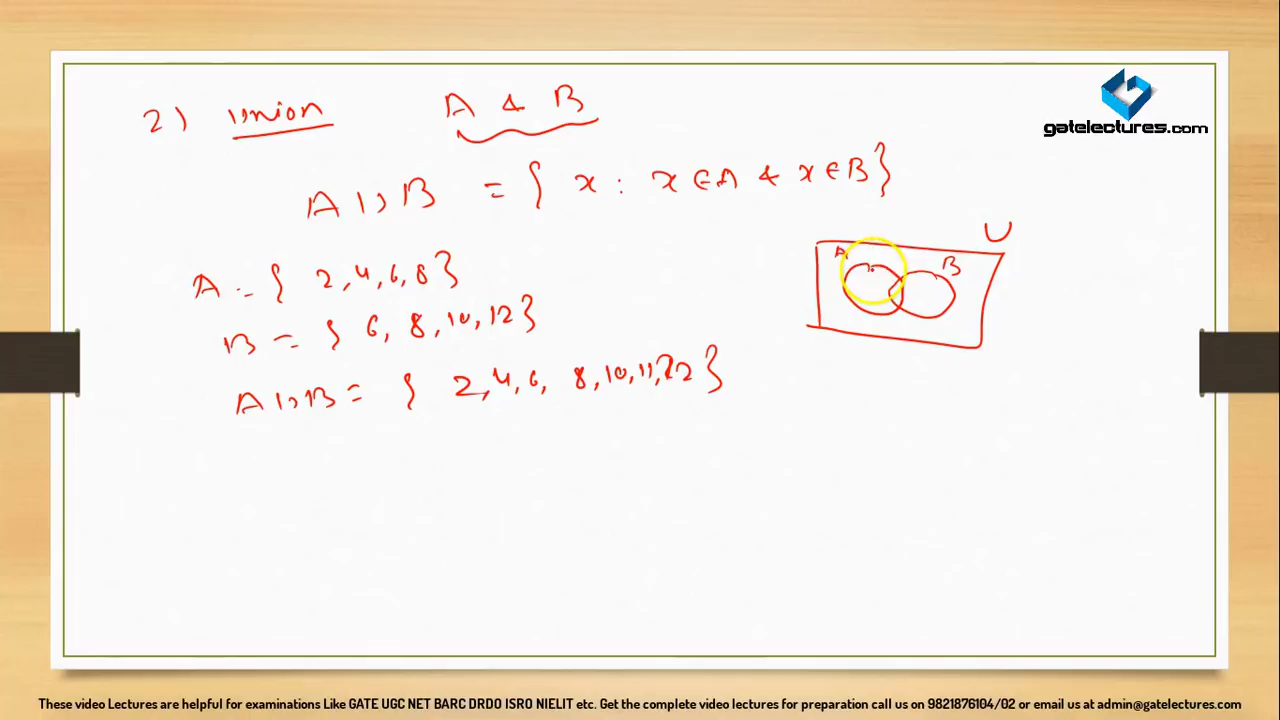 2) Union A & B
gatelectures.com
A ∪ B = { x : x ∈ A & x ∈ B }
U
A = { 2, 4, 6, 8 }
A
B
B = { 6, 8, 10, 12 }
A ∪ B = { 2, 4, 6, 8, 10, 11, 12 }
These video Lectures are helpful for examinations Like GATE UGC NET BARC DRDO ISRO NIELIT etc. Get the complete video lectures for preparation call us on 9821876104/02 or email us at admin@gatelectures.com